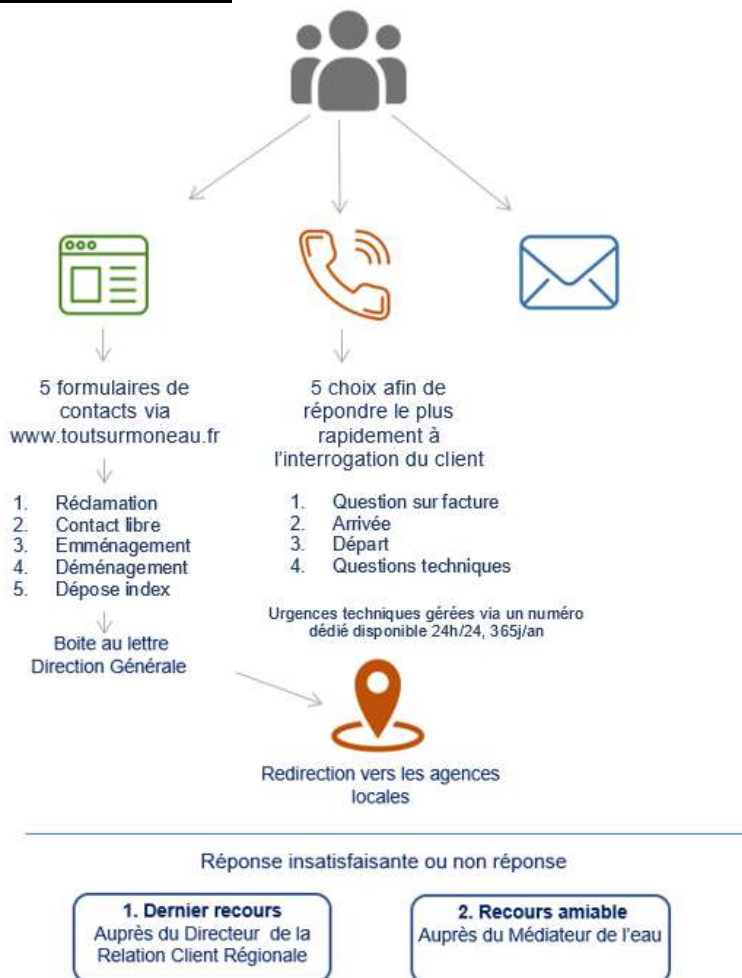 5 formulaires de
contacts via
www.toutsurmoneau.fr
1. Réclamation
2. Contact libre
3. Emménagement
4. Déménagement
5. Dépose index
Boite au lettre
Direction Générale
5 choix afin de
répondre le plus
rapidement à
l'interrogation du client
1. Question sur facture
2. Arrivée
3. Départ
4. Questions techniques
Urgences techniques gérées via un numéro
dédié disponible 24h/24, 365j/an
Redirection vers les agences
locales
Réponse insatisfaisante ou non réponse
1. Dernier recours
Auprès du Directeur de la
Relation Client Régionale
2. Recours amiable
Auprès du Médiateur de l'eau